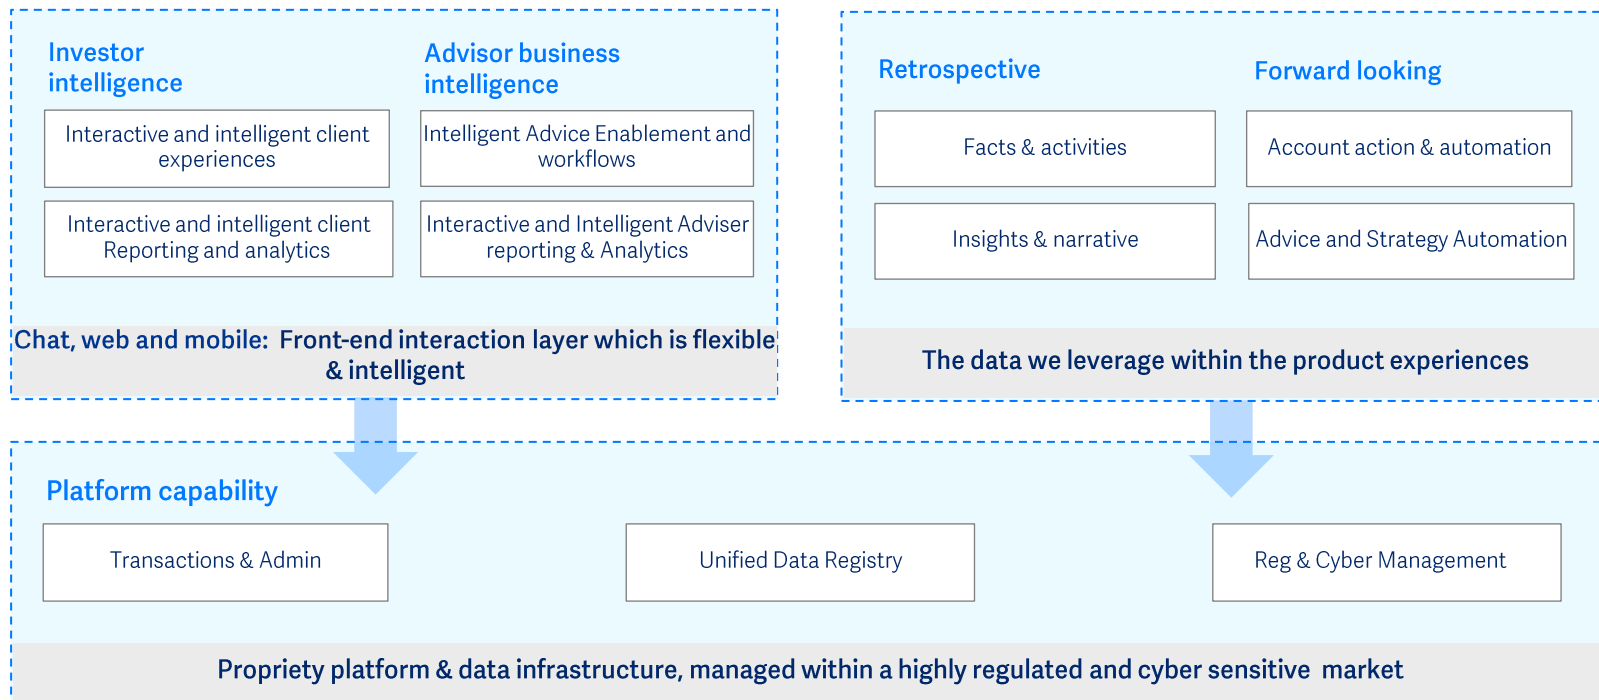 Investor
intelligence
Interactive and intelligent client
experiences
Interactive and intelligent client
Reporting and analytics
Advisor business
intelligence
Intelligent Advice Enablement and
workflows
Interactive and Intelligent Adviser
reporting & Analytics
Chat, web and mobile:  Front-end interaction layer which is flexible
& intelligent
Retrospective
Facts & activities
Insights & narrative
Forward looking
Account action & automation
Advice and Strategy Automation
The data we leverage within the product experiences
Platform capability
Transactions & Admin
Unified Data Registry
Reg & Cyber Management
Propriety platform & data infrastructure, managed within a highly regulated and cyber sensitive  market